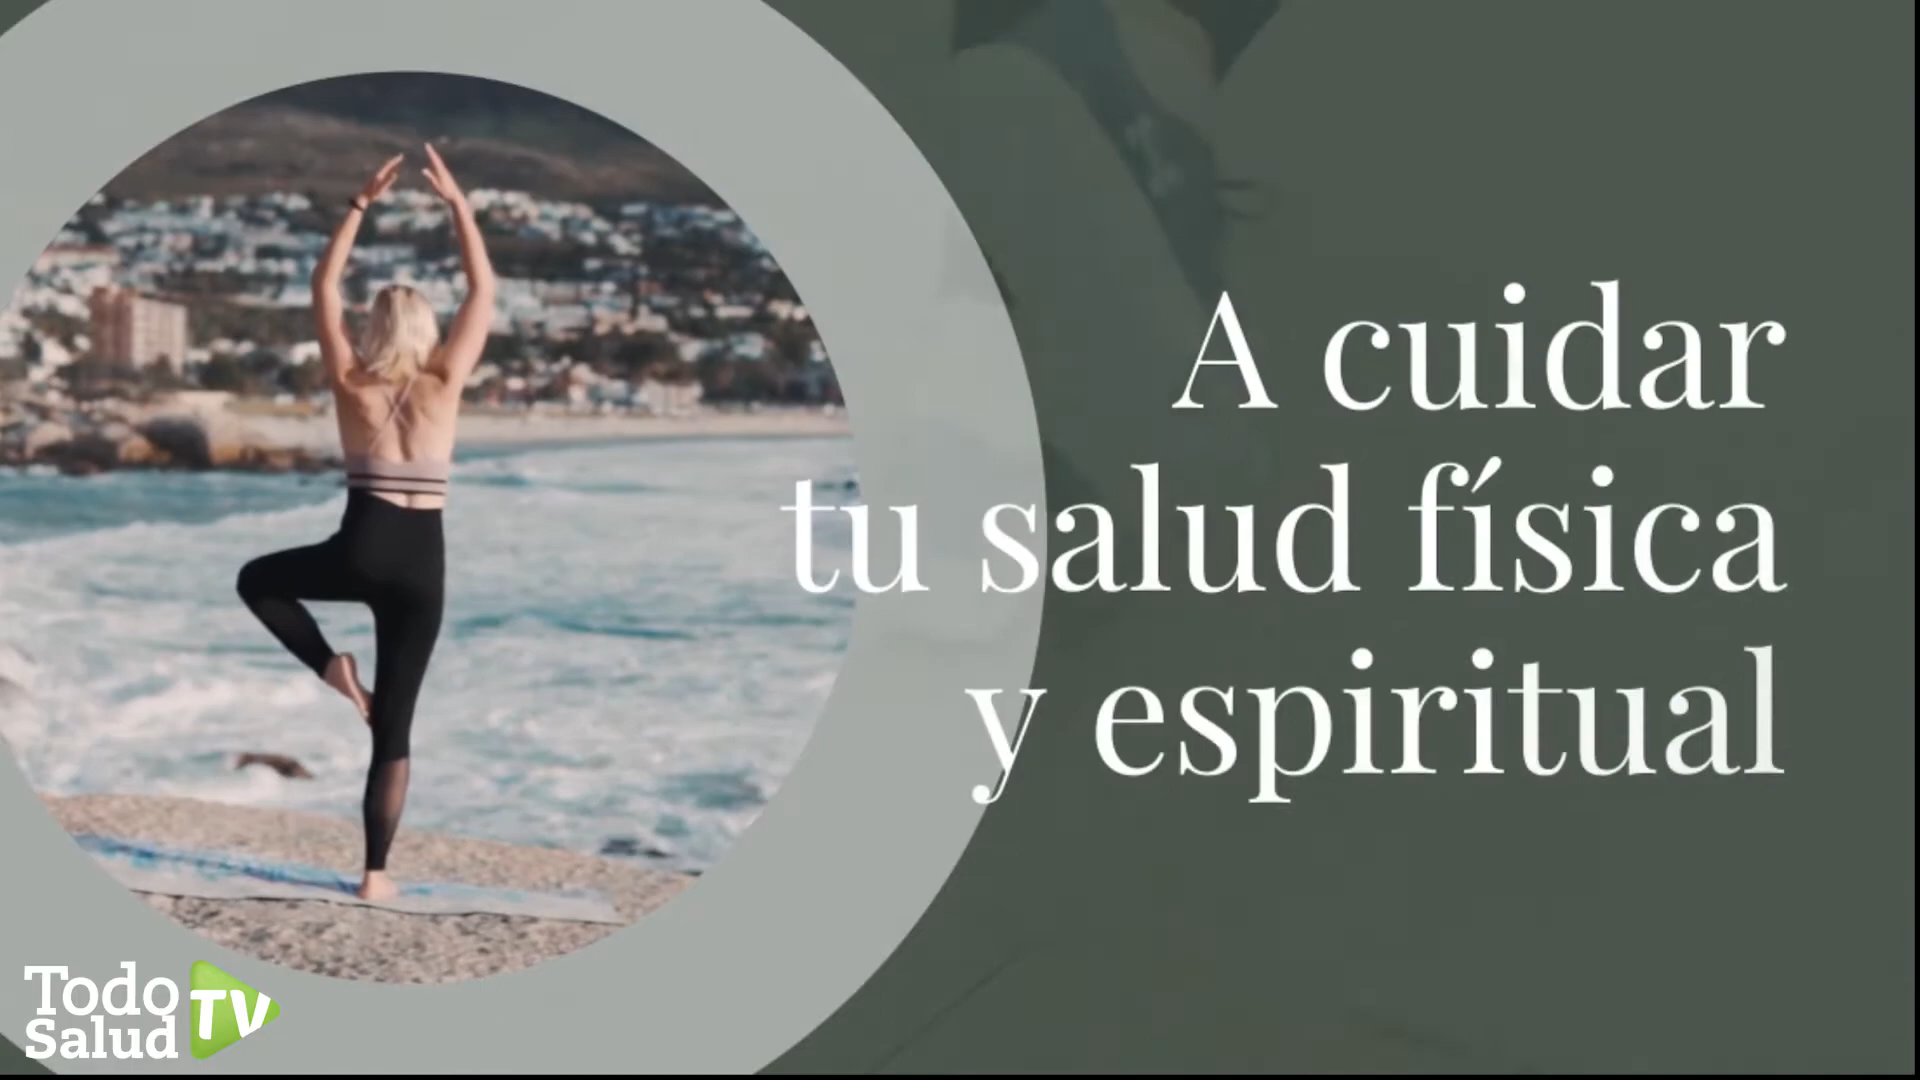 A cuidar
tu salud física
y espiritual
Todo
Salud
TV